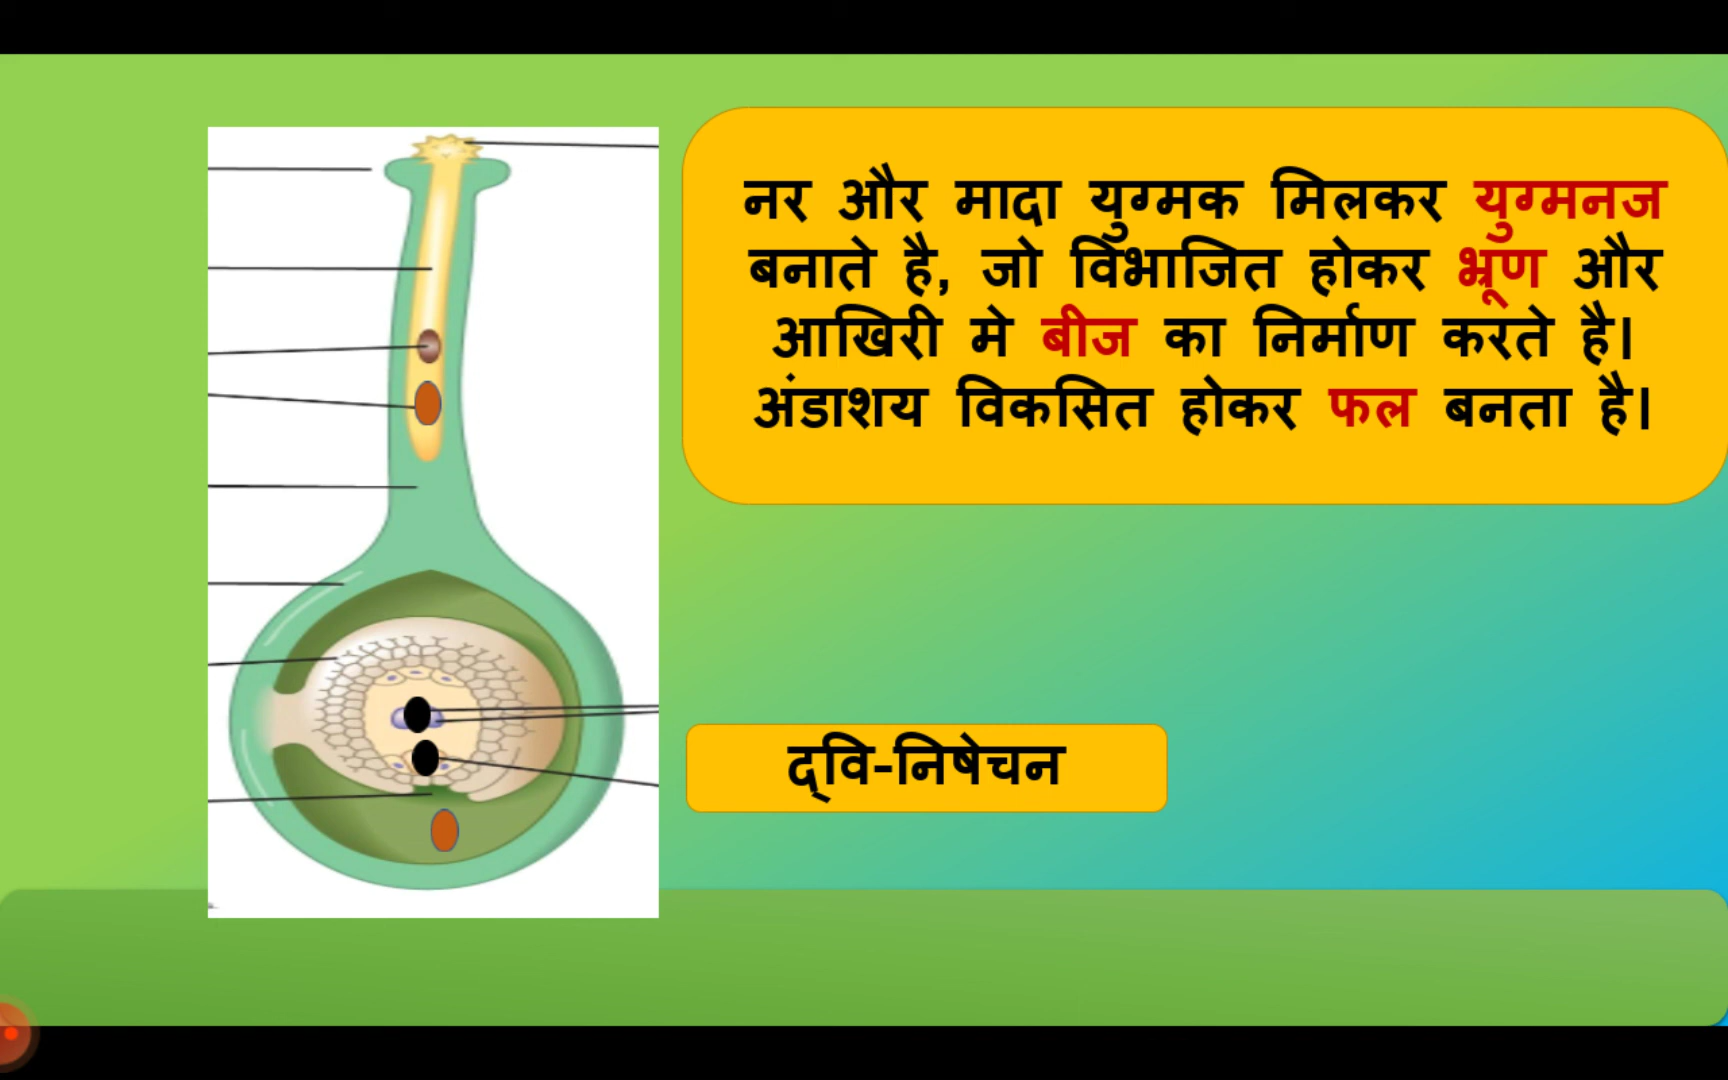 नर और मादा युग्मक मिलकर युग्मनज
बनाते है, जो विभाजित होकर भ्रूण और
आखिरी मे बीज का निर्माण करते है।
अंडाशय विकसित होकर फल बनता है।
द्वि-निषेचन